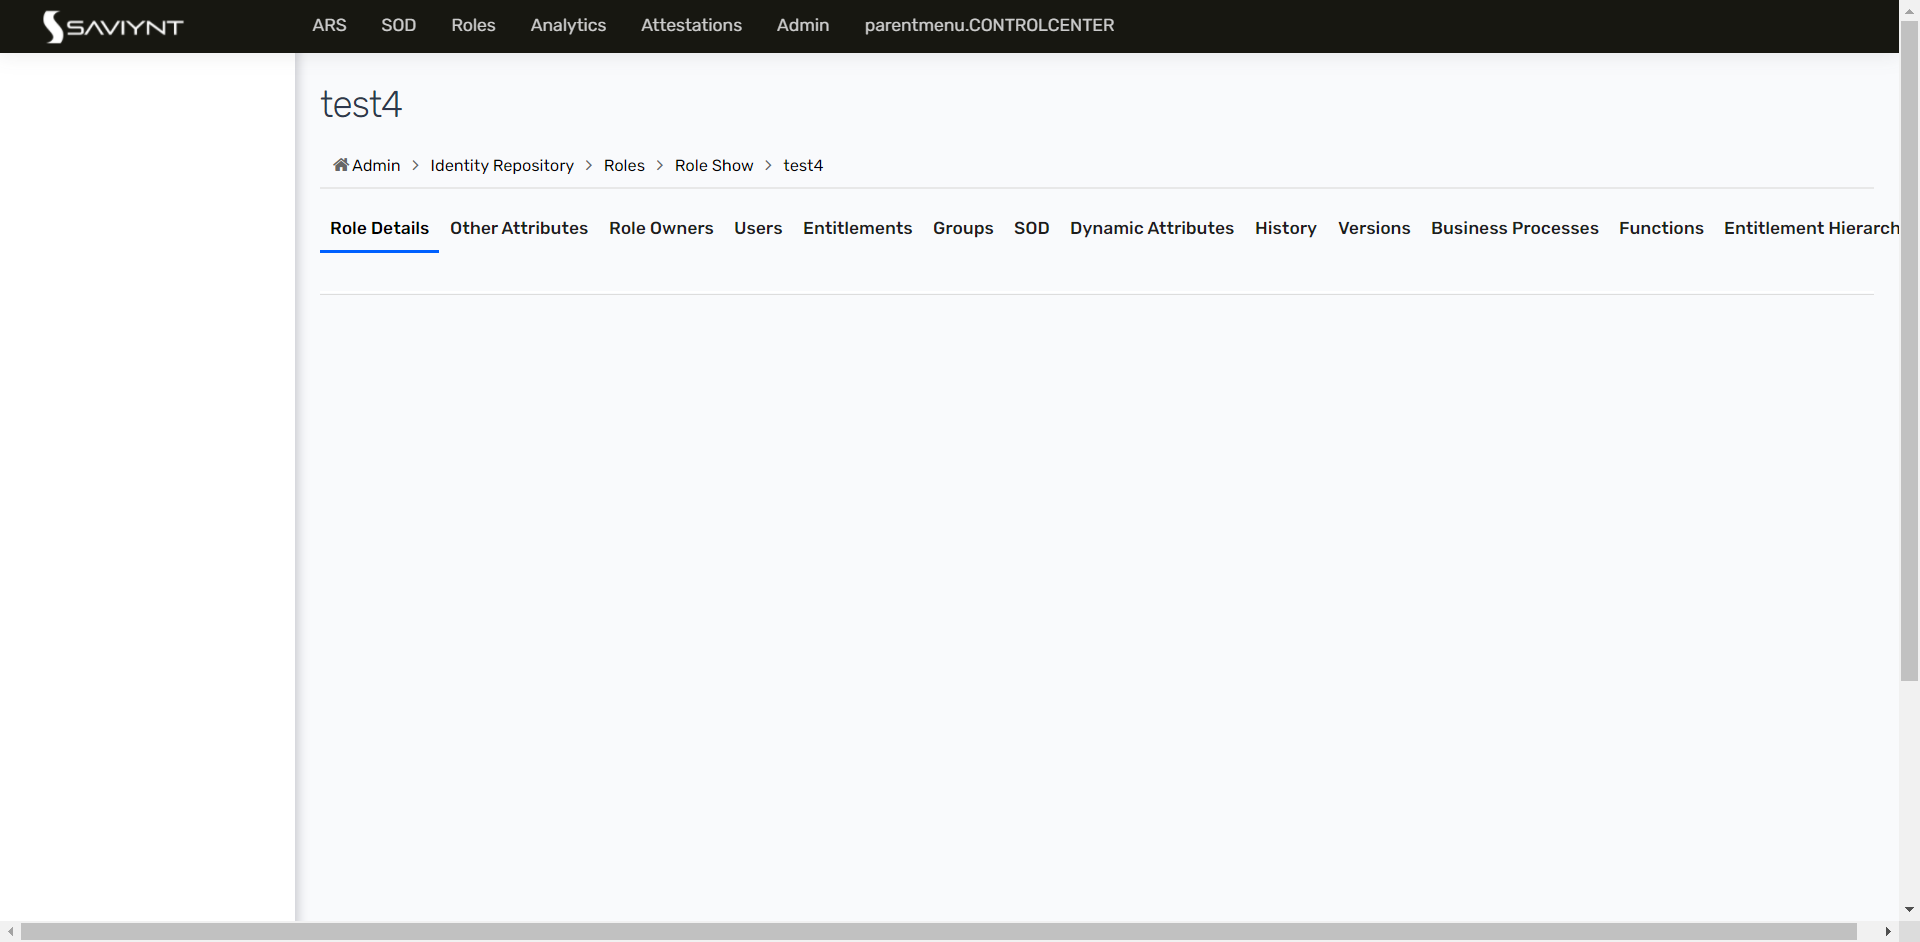 SAVIYNT ARS SOD Roles Analytics Attestations Admin parentmenu.CONTROLCENTER
test4
Admin > Identity Repository > Roles > Role Show > test4
Role Details Other Attributes Role Owners Users Entitlements Groups SOD Dynamic Attributes History Versions Business Processes Functions Entitlement Hierarch